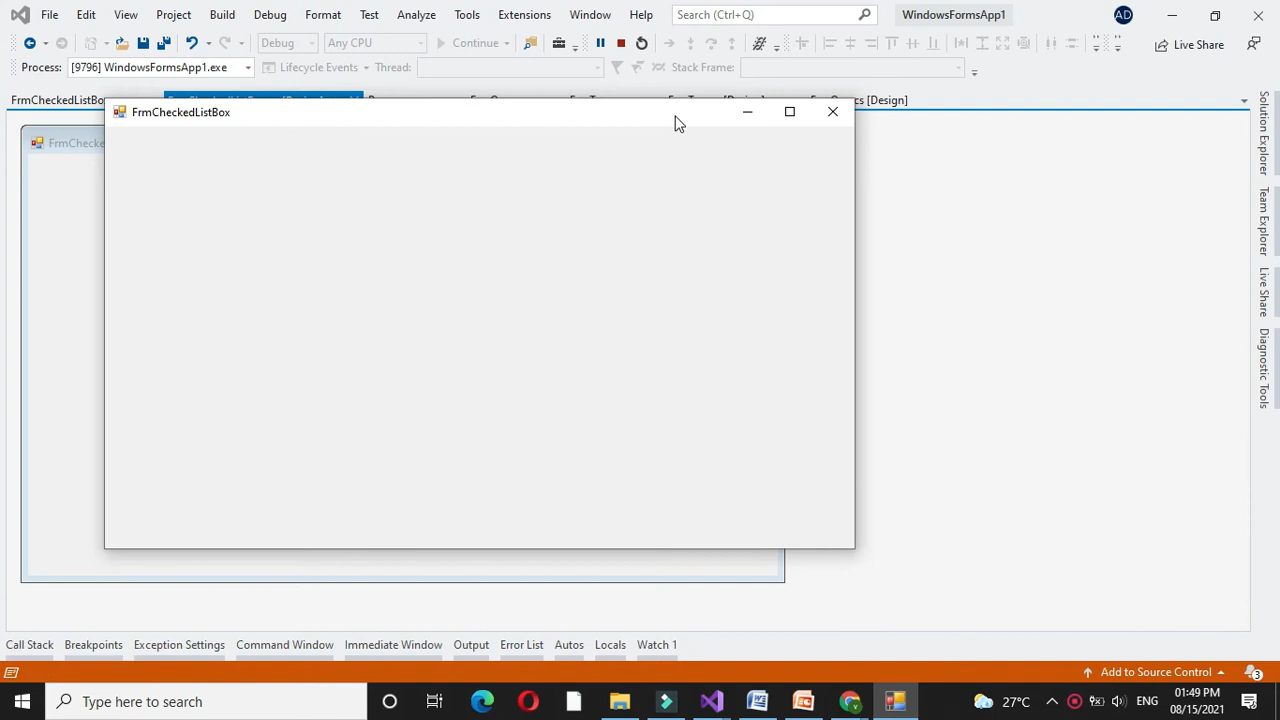 File Edit View Project Build Debug Format Test Analyze Tools Extensions Window Help Search (Ctrl+Q) WindowsFormsApp1 AD
Debug Any CPU Continue Live Share
Process: [9796] WindowsFormsApp1.exe Lifecycle Events Thread: Stack Frame:
FrmCheckedListBo [Design]
FrmCheckedListBox
FrmChecke
Solution Explorer
Team Explorer
Live Share
Diagnostic Tools
Call Stack Breakpoints Exception Settings Command Window Immediate Window Output Error List Autos Locals Watch 1
Add to Source Control 3
Type here to search 27°C ENG 01:49 PM
08/15/2021 3